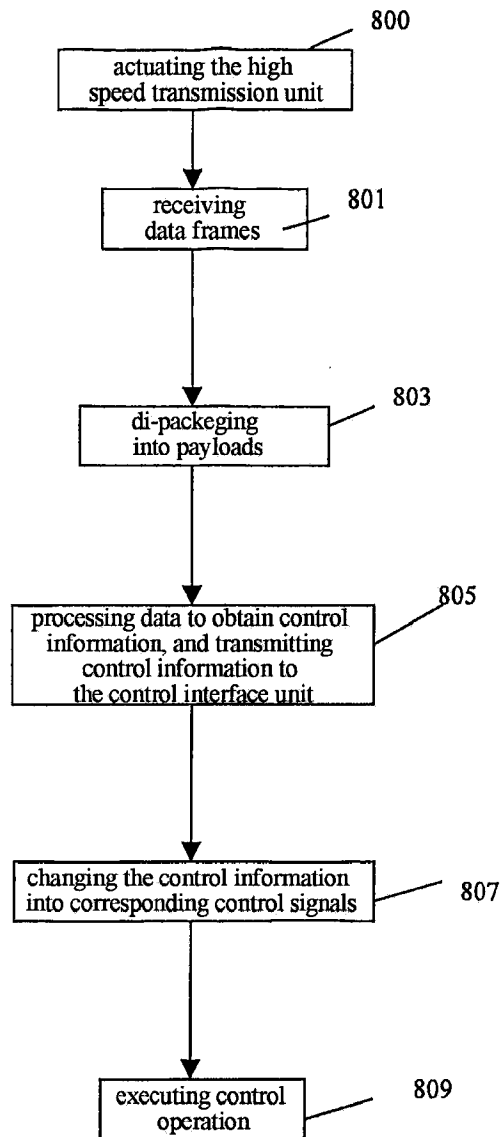 800
actuating the high
speed transmission unit
801
receiving
data frames
803
di-packeging
into payloads
805
processing data to obtain control
information, and transmitting
control information to
the control interface unit
changing the control information
into corresponding control signals
807
executing control
operation
809